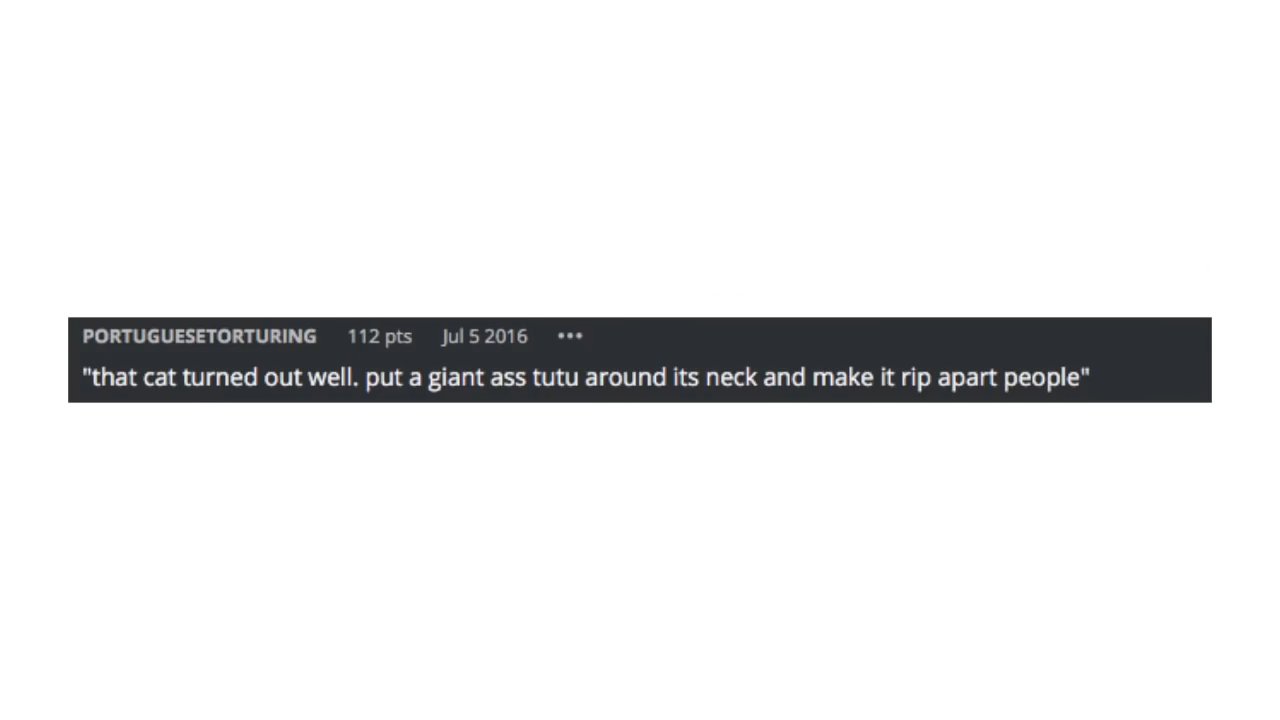 PORTUGUESETORTURING 112 pts Jul 5 2016 •••
"that cat turned out well. put a giant ass tutu around its neck and make it rip apart people"